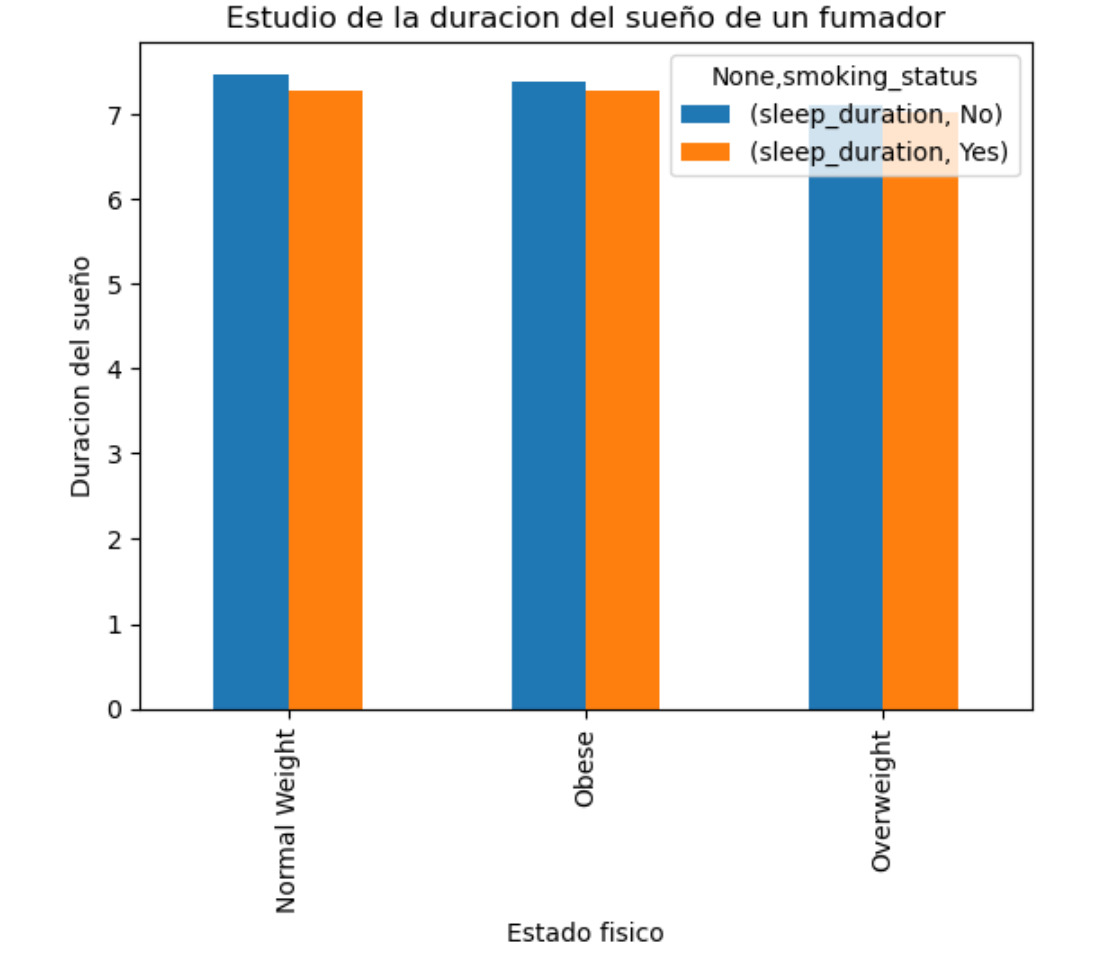 Estudio de la duracion del sueño de un fumador
None,smoking_status
(sleep_duration, No)
(sleep_duration, Yes)
Duracion del sueño
7
6
5
4
3
2
1
0
Normal Weight
Obese
Overweight
Estado fisico